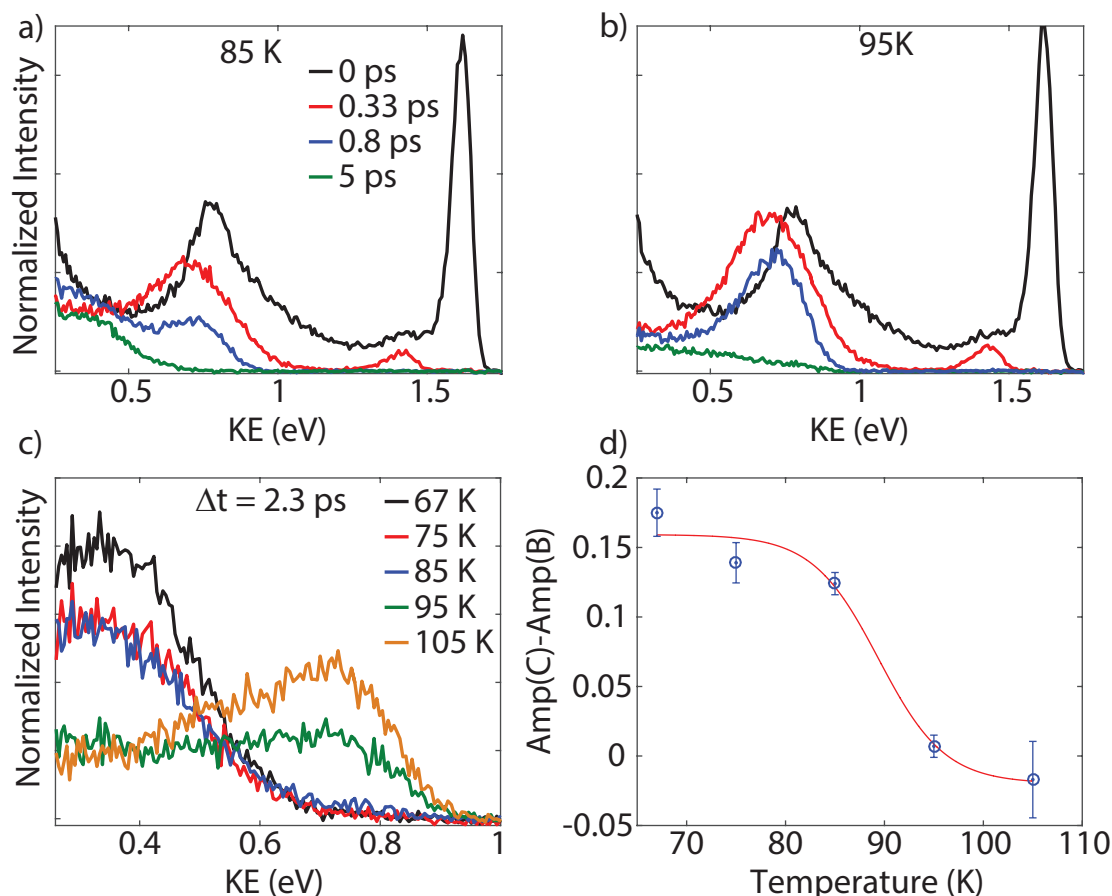 a)
85 K
0 ps
0.33 ps
0.8 ps
5 ps
Normalized Intensity
0.5
1
1.5
KE (eV)
b)
95K
0.5
1
1.5
KE (eV)
c)
Δt = 2.3 ps
67 K
75 K
85 K
95 K
105 K
Normalized Intensity
0.4
0.6
0.8
1
KE (eV)
d)
Amp(C)-Amp(B)
0.2
0.15
0.1
0.05
0
-0.05
70
80
90
100
110
Temperature (K)